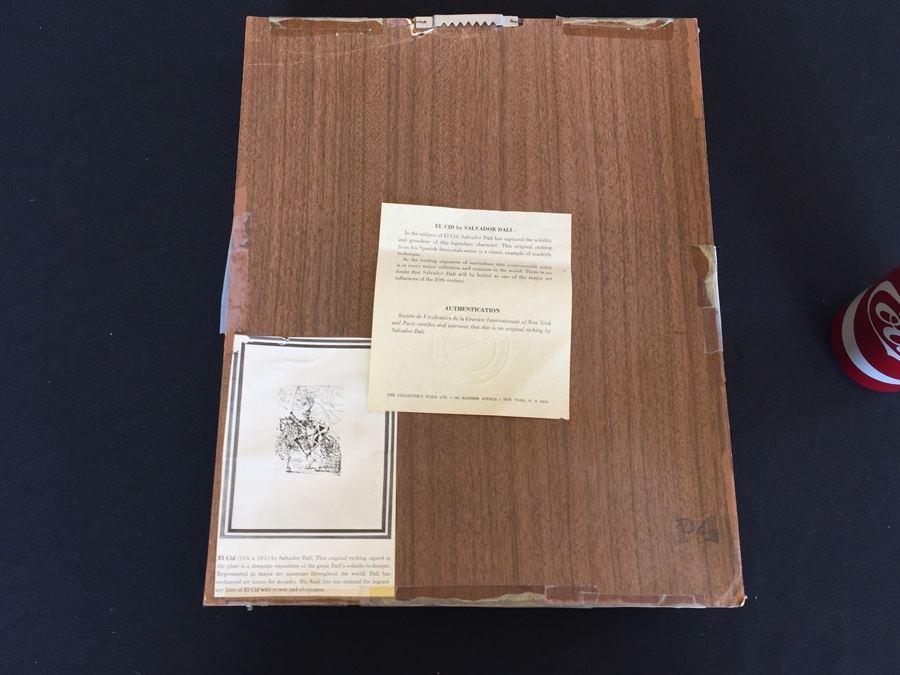 EL CID by SALVADOR DALI –
In the subject of El Cid, Salvador Dali has captured the nobility
and grandeur of this legendary character. This original etching
from his Spanish Immortals series is a classic example of masterly
technique.
As the leading exponent of surrealism this controversial artist
is in every major collection and museum in the world. There is no
doubt that Salvador Dali will be hailed as one of the major art
influences of the 20th century.
AUTHENTICATION
Société de Vérification de la Gravure Internationale of New York
and Paris certifies and warrants that this is an original etching by
Salvador Dali.
THE COLLECTOR'S GUILD LTD. • MADISON AVENUE • NEW YORK, N. Y.
El Cid by Salvador Dali. This original etching signed in
the plate is a dramatic exposition of the great Dali's volatile technique.
Represented in major art museums throughout the world, Dali has
enchanted art lovers for decades. His fluid line has imbued the legend-
ary hero of El Cid with power and eloquence.
P4